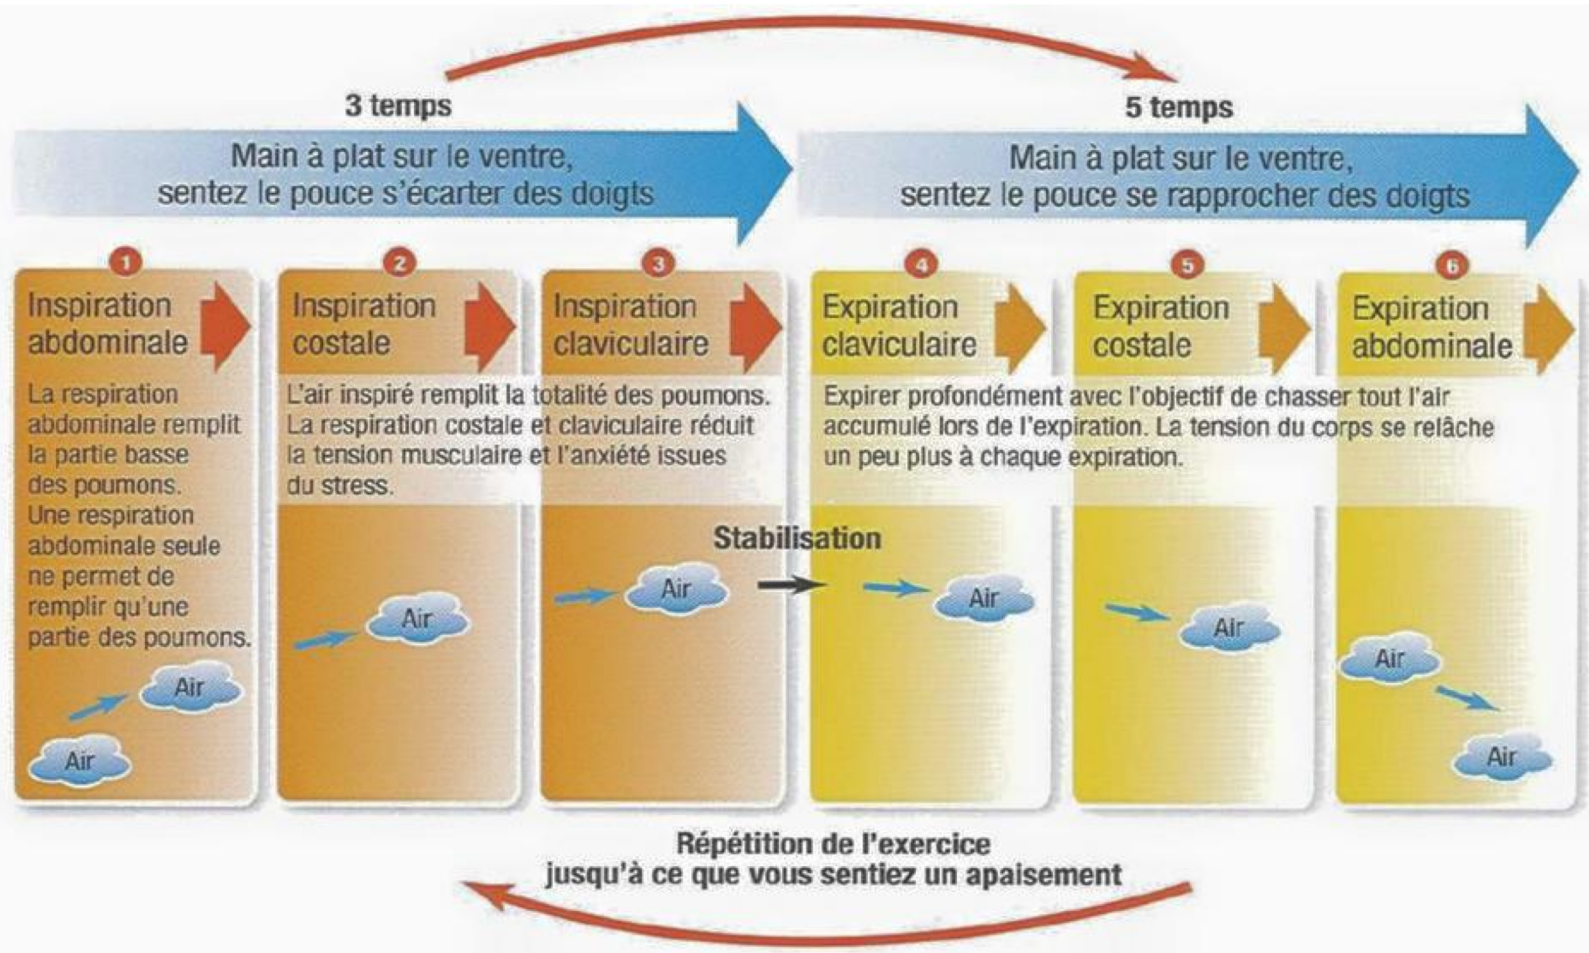 3 temps
Main à plat sur le ventre,
sentez le pouce s'écarter des doigts
5 temps
Main à plat sur le ventre,
sentez le pouce se rapprocher des doigts
1
Inspiration
abdominale
La respiration
abdominale remplit
la partie basse
des poumons.
Une respiration
abdominale seule
ne permet de
remplir qu'une
partie des poumons.
Air
Air
2
Inspiration
costale
3
Inspiration
claviculaire
L'air inspiré remplit la totalité des poumons.
La respiration costale et claviculaire réduit
la tension musculaire et l'anxiété issues
du stress.
Air
Air
Stabilisation
4
Expiration
claviculaire
5
Expiration
costale
6
Expiration
abdominale
Expirer profondément avec l'objectif de chasser tout l'air
accumulé lors de l'expiration. La tension du corps se relâche
un peu plus à chaque expiration.
Air
Air
Air
Air
Répétition de l'exercice
jusqu'à ce que vous sentiez un apaisement